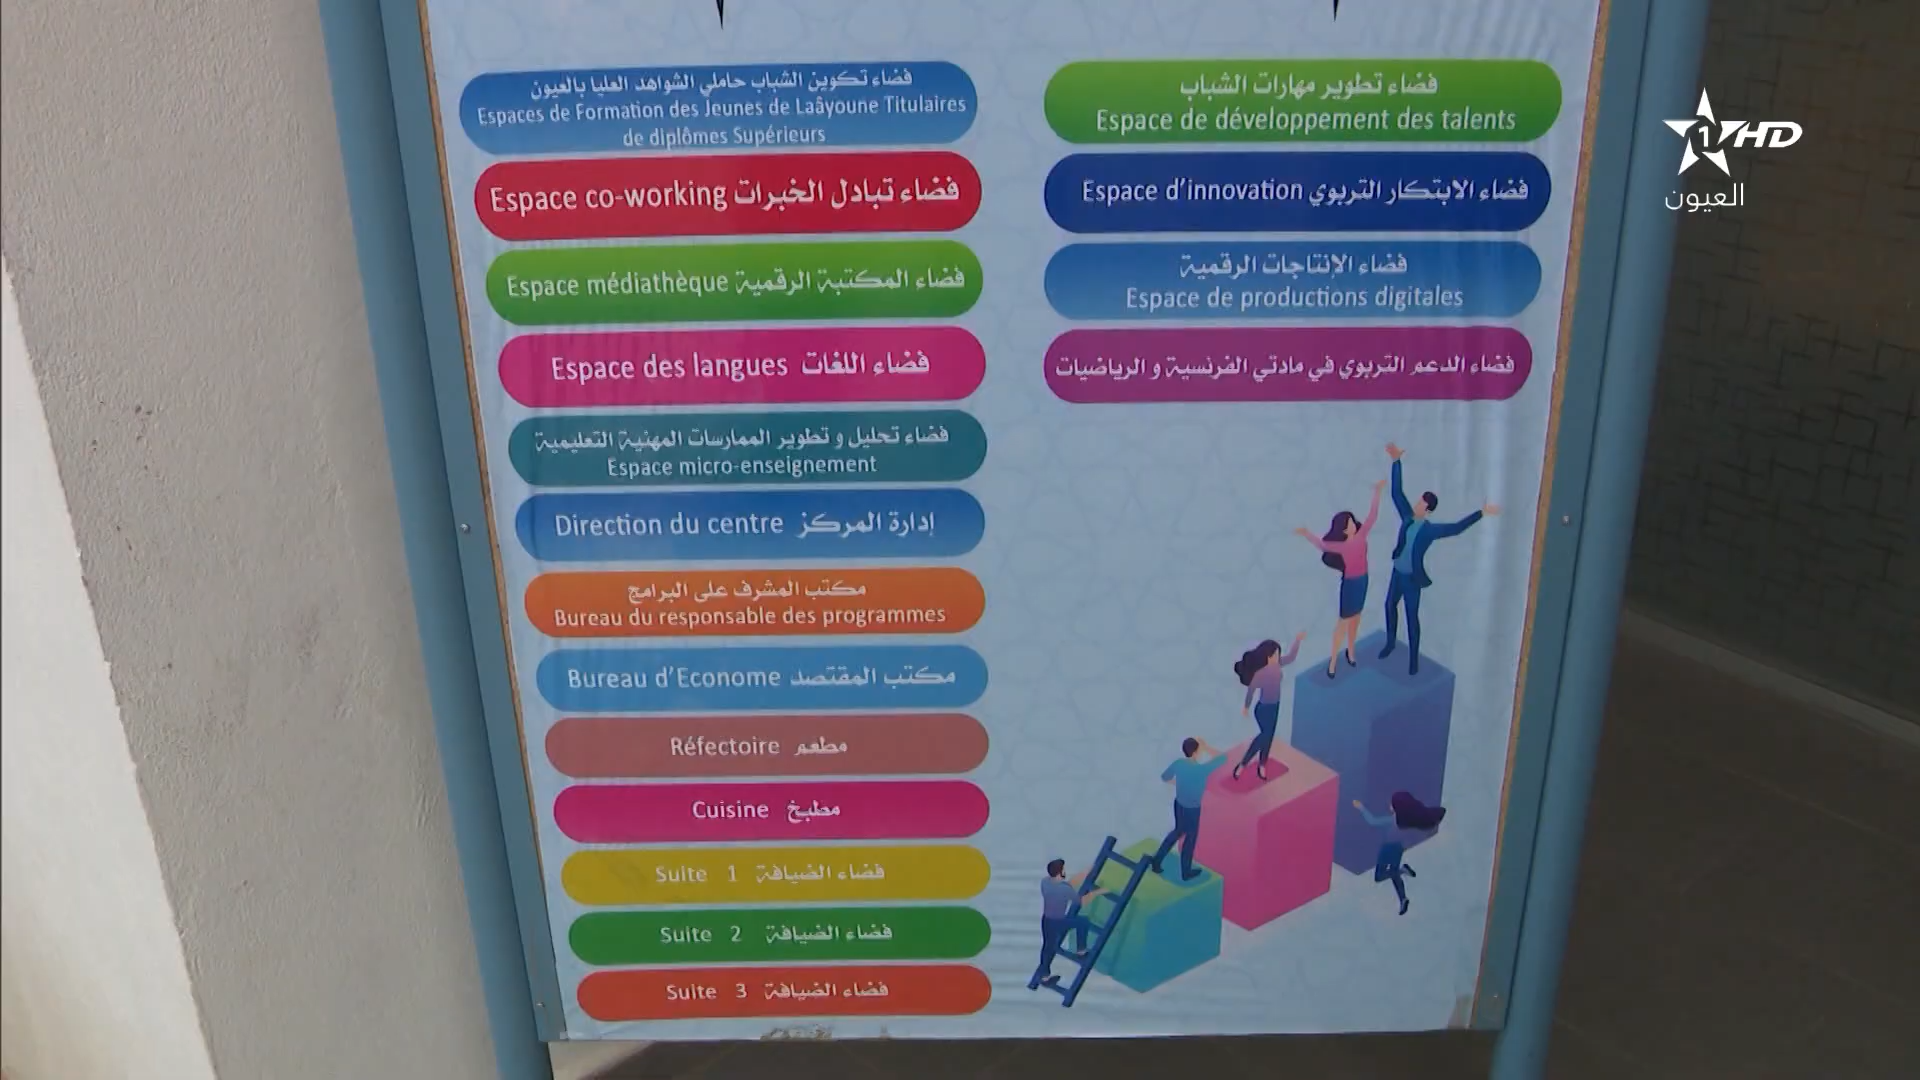 فضاء تكوين الشباب حاملي الشواهد العليا بالعيون
Espaces de Formation des Jeunes de Laâyoune Titulaires
de diplômes Supérieurs
Espace co-working فضاء تبادل الخبرات
Espace médiathèque فضاء المكتبة الرقمية
Espace des langues فضاء اللغات
فضاء تحليل و تطوير الممارسات المهنية التعليمية
Espace micro-enseignement
Direction du centre إدارة المركز
مكتب المشرف على البرامج
Bureau du responsable des programmes
Bureau d'Econome مكتب المقتصد
Réfectoire مطعم
Cuisine مطبخ
Suite 1 فضاء الضيافة
Suite 2 فضاء الضيافة
Suite 3 فضاء الضيافة
فضاء تطوير مهارات الشباب
Espace de développement des talents
Espace d'innovation فضاء الابتكار التربوي
فضاء الإنتاجات الرقمية
Espace de productions digitales
فضاء الدعم التربوي في مادتي الفرنسية و الرياضيات
1 HD
العيون